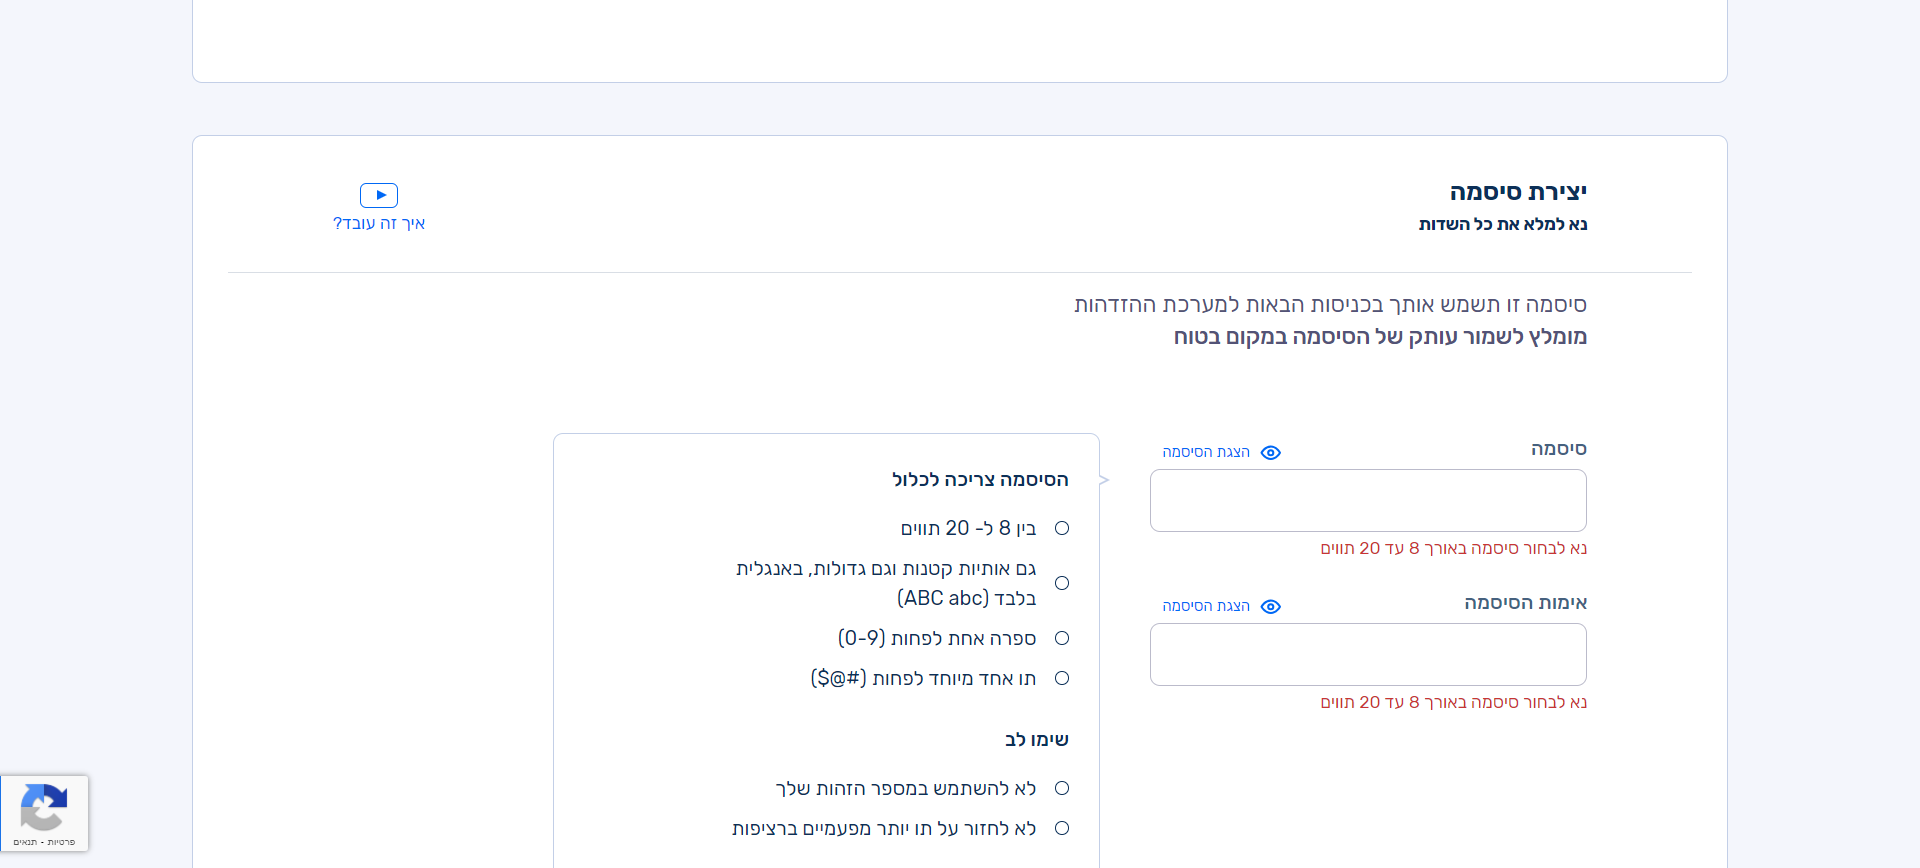 יצירת סיסמה
נא למלא את כל השדות
איך זה עובד?
סיסמה זו תשמש אותך בכניסות הבאות למערכת ההזדהות
מומלץ לשמור עותק של הסיסמה במקום בטוח
סיסמה
הצגת הסיסמה
נא לבחור סיסמה באורך 8 עד 20 תווים
אימות הסיסמה
הצגת הסיסמה
נא לבחור סיסמה באורך 8 עד 20 תווים
הסיסמה צריכה לכלול
בין 8 ל- 20 תווים
גם אותיות קטנות וגם גדולות, באנגלית
בלבד (ABC abc)
ספרה אחת לפחות (0-9)
תו אחד מיוחד לפחות (#@$)
שימו לב
לא להשתמש במספר הזהות שלך
לא לחזור על תו יותר מפעמיים ברציפות
פרטיות - תנאים